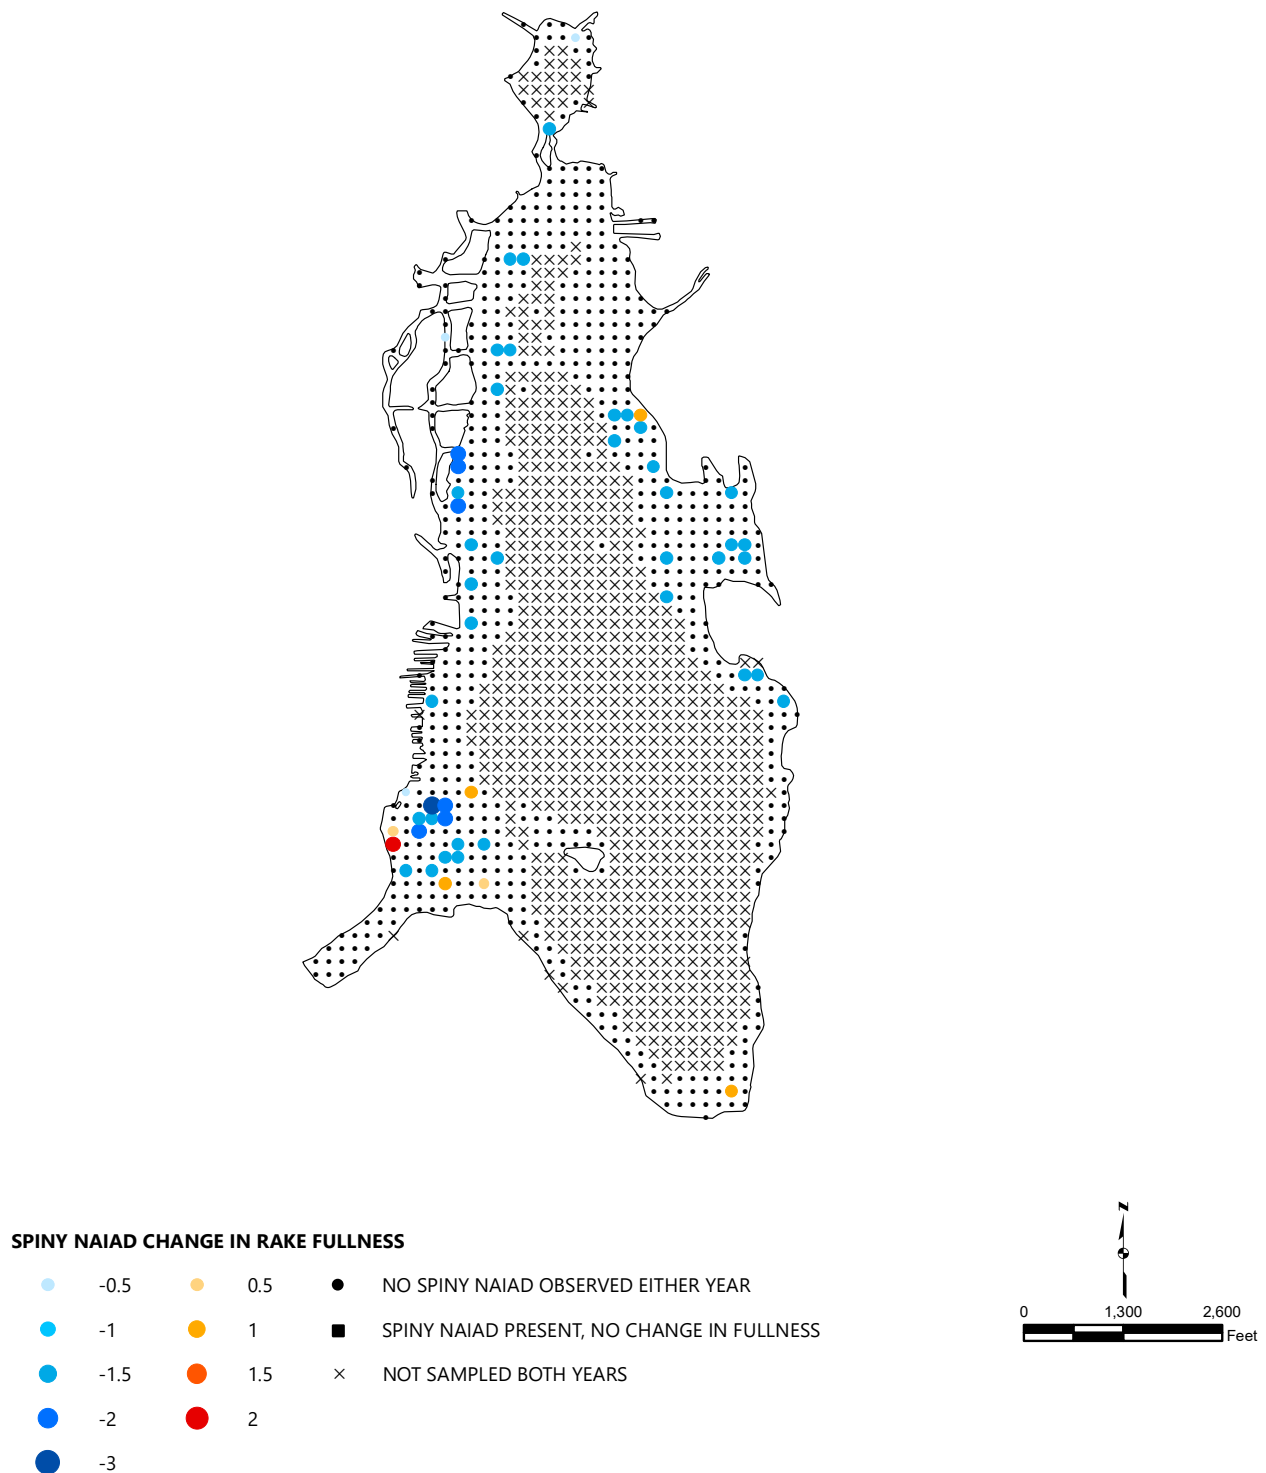 SPINY NAIAD CHANGE IN RAKE FULLNESS
-0.5 0.5 NO SPINY NAIAD OBSERVED EITHER YEAR
-1 1 SPINY NAIAD PRESENT, NO CHANGE IN FULLNESS
-1.5 1.5 NOT SAMPLED BOTH YEARS
-2 2
-3
N
0 1,300 2,600
Feet